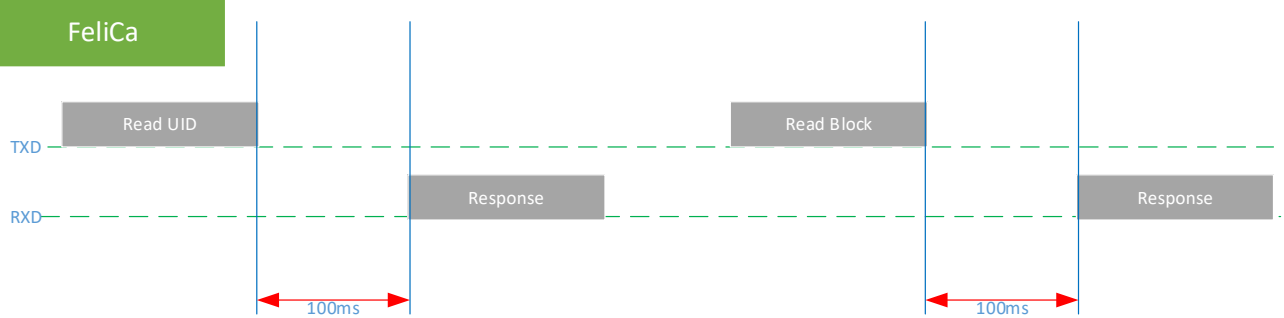 FeliCa
Read UID
Read Block
TXD
Response
Response
RXD
100ms
100ms